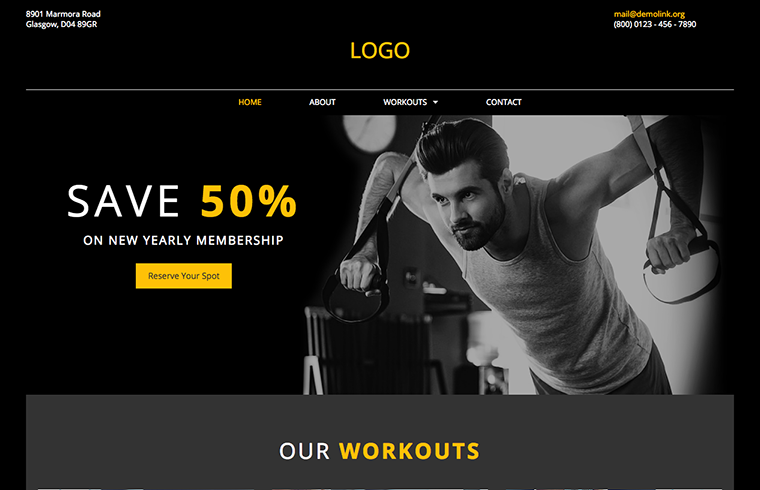 8901 Marmora Road
Glasgow, D04 89GR
mail@demolink.org
(800) 0123 - 456 - 7890
LOGO
HOME
ABOUT
WORKOUTS
CONTACT
SAVE 50%
ON NEW YEARLY MEMBERSHIP
Reserve Your Spot
OUR WORKOUTS